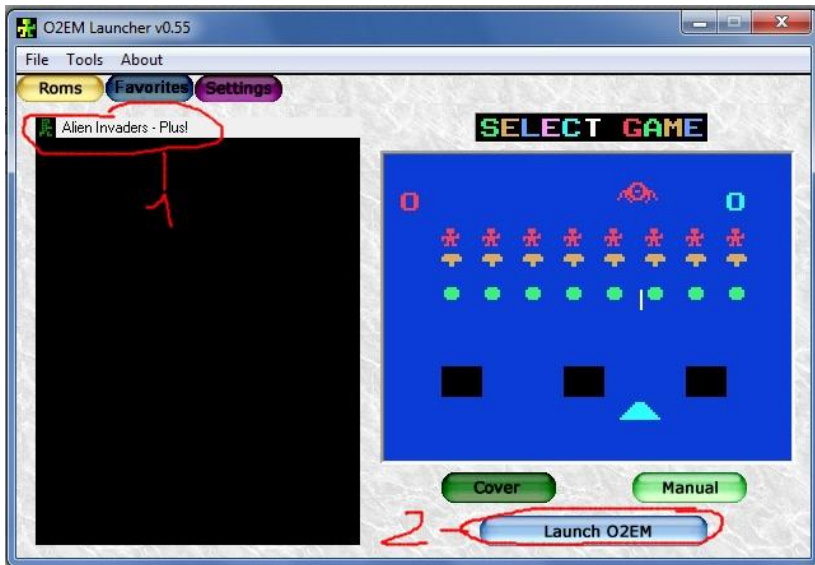 O2EM Launcher v0.55
File Tools About
Roms Favorites Settings
Alien Invaders - Plus!
SELECT GAME
1
0 0
Cover Manual
2
Launch O2EM